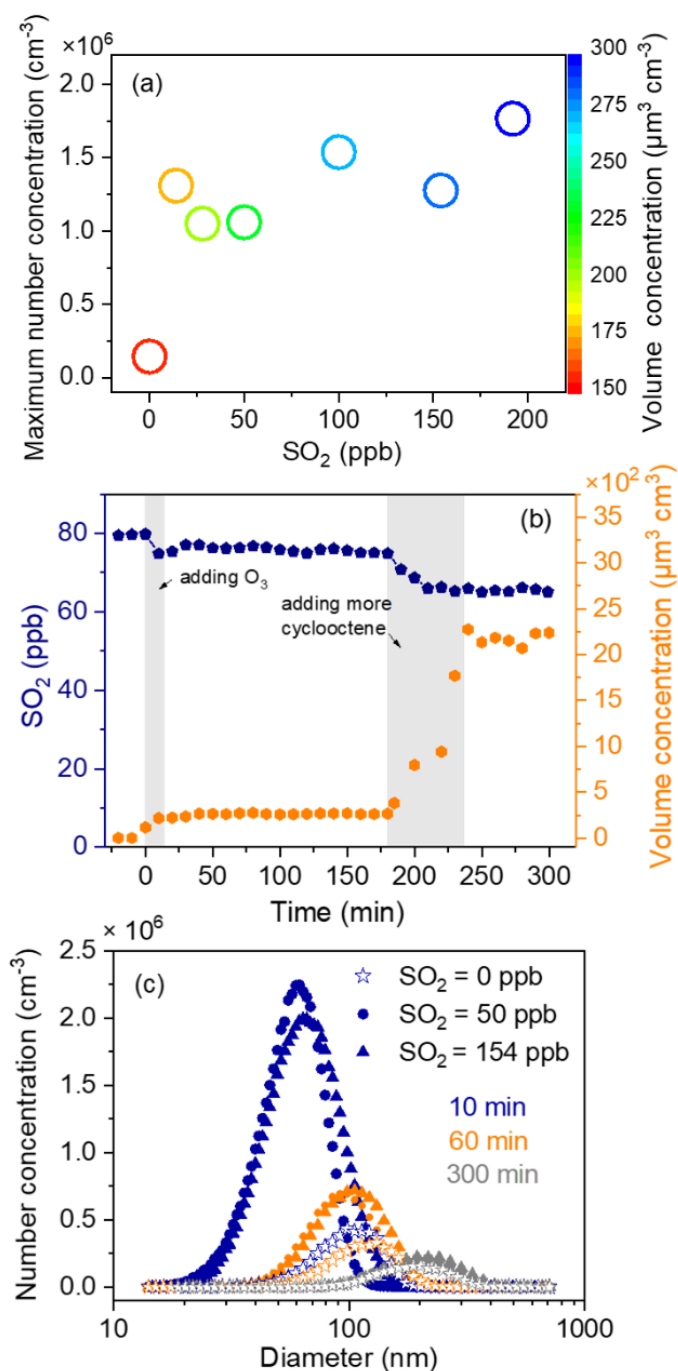 (a)
×10⁶
Maximum number concentration (cm⁻³)
2.0
1.5
1.0
0.5
0.0
0 50 100 150 200
SO₂ (ppb)
300
275
250
225
200
175
150
Volume concentration (μm³ cm⁻³)
(b)
×10²
SO₂ (ppb)
80
60
40
20
0
adding O₃
adding more
cyclooctene
35
30
25
20
15
10
5
0
Volume concentration (μm³ cm³)
0 50 100 150 200 250 300
Time (min)
(c)
× 10⁶
Number concentration (cm⁻³)
2.5
2.0
1.5
1.0
0.5
0.0
SO₂ = 0 ppb
SO₂ = 50 ppb
SO₂ = 154 ppb
10 min
60 min
300 min
10 100 1000
Diameter (nm)